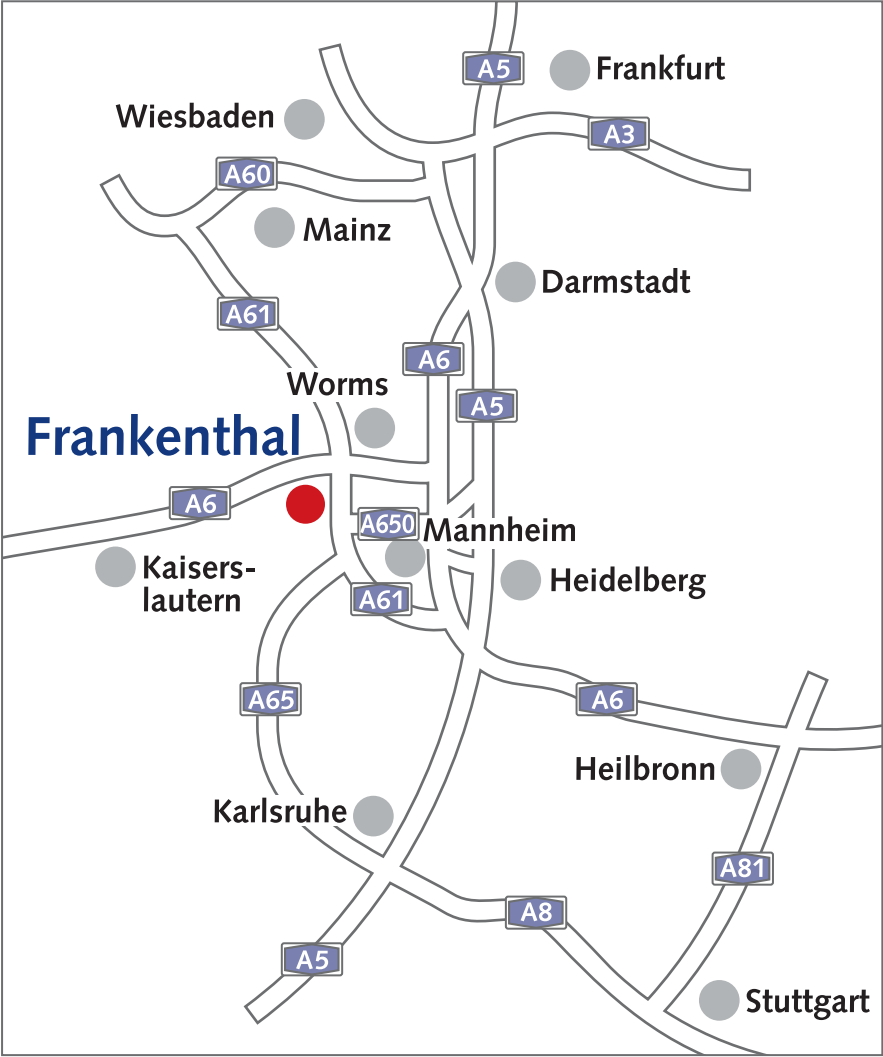 A5
Frankfurt
Wiesbaden
A3
A60
Mainz
Darmstadt
A61
A6
Worms
A5
Frankenthal
A6
A650
Mannheim
Kaisers-
lautern
Heidelberg
A61
A65
A6
Heilbronn
Karlsruhe
A81
A8
A5
Stuttgart